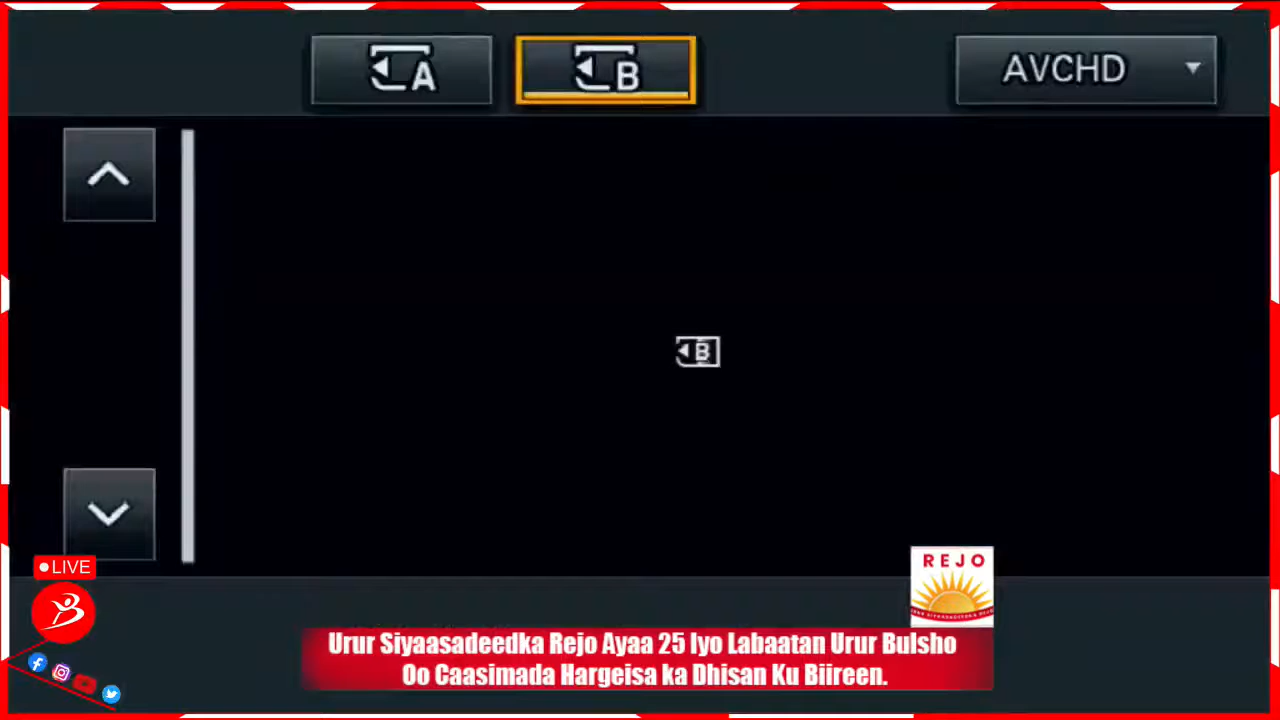 A
B
AVCHD
B
LIVE
REJO
Urur Siyaasadeedka Rejo Ayaa 25 Iyo Labaatan Urur Bulsho
Oo Caasimada Hargeisa ka Dhisan Ku Biireen.